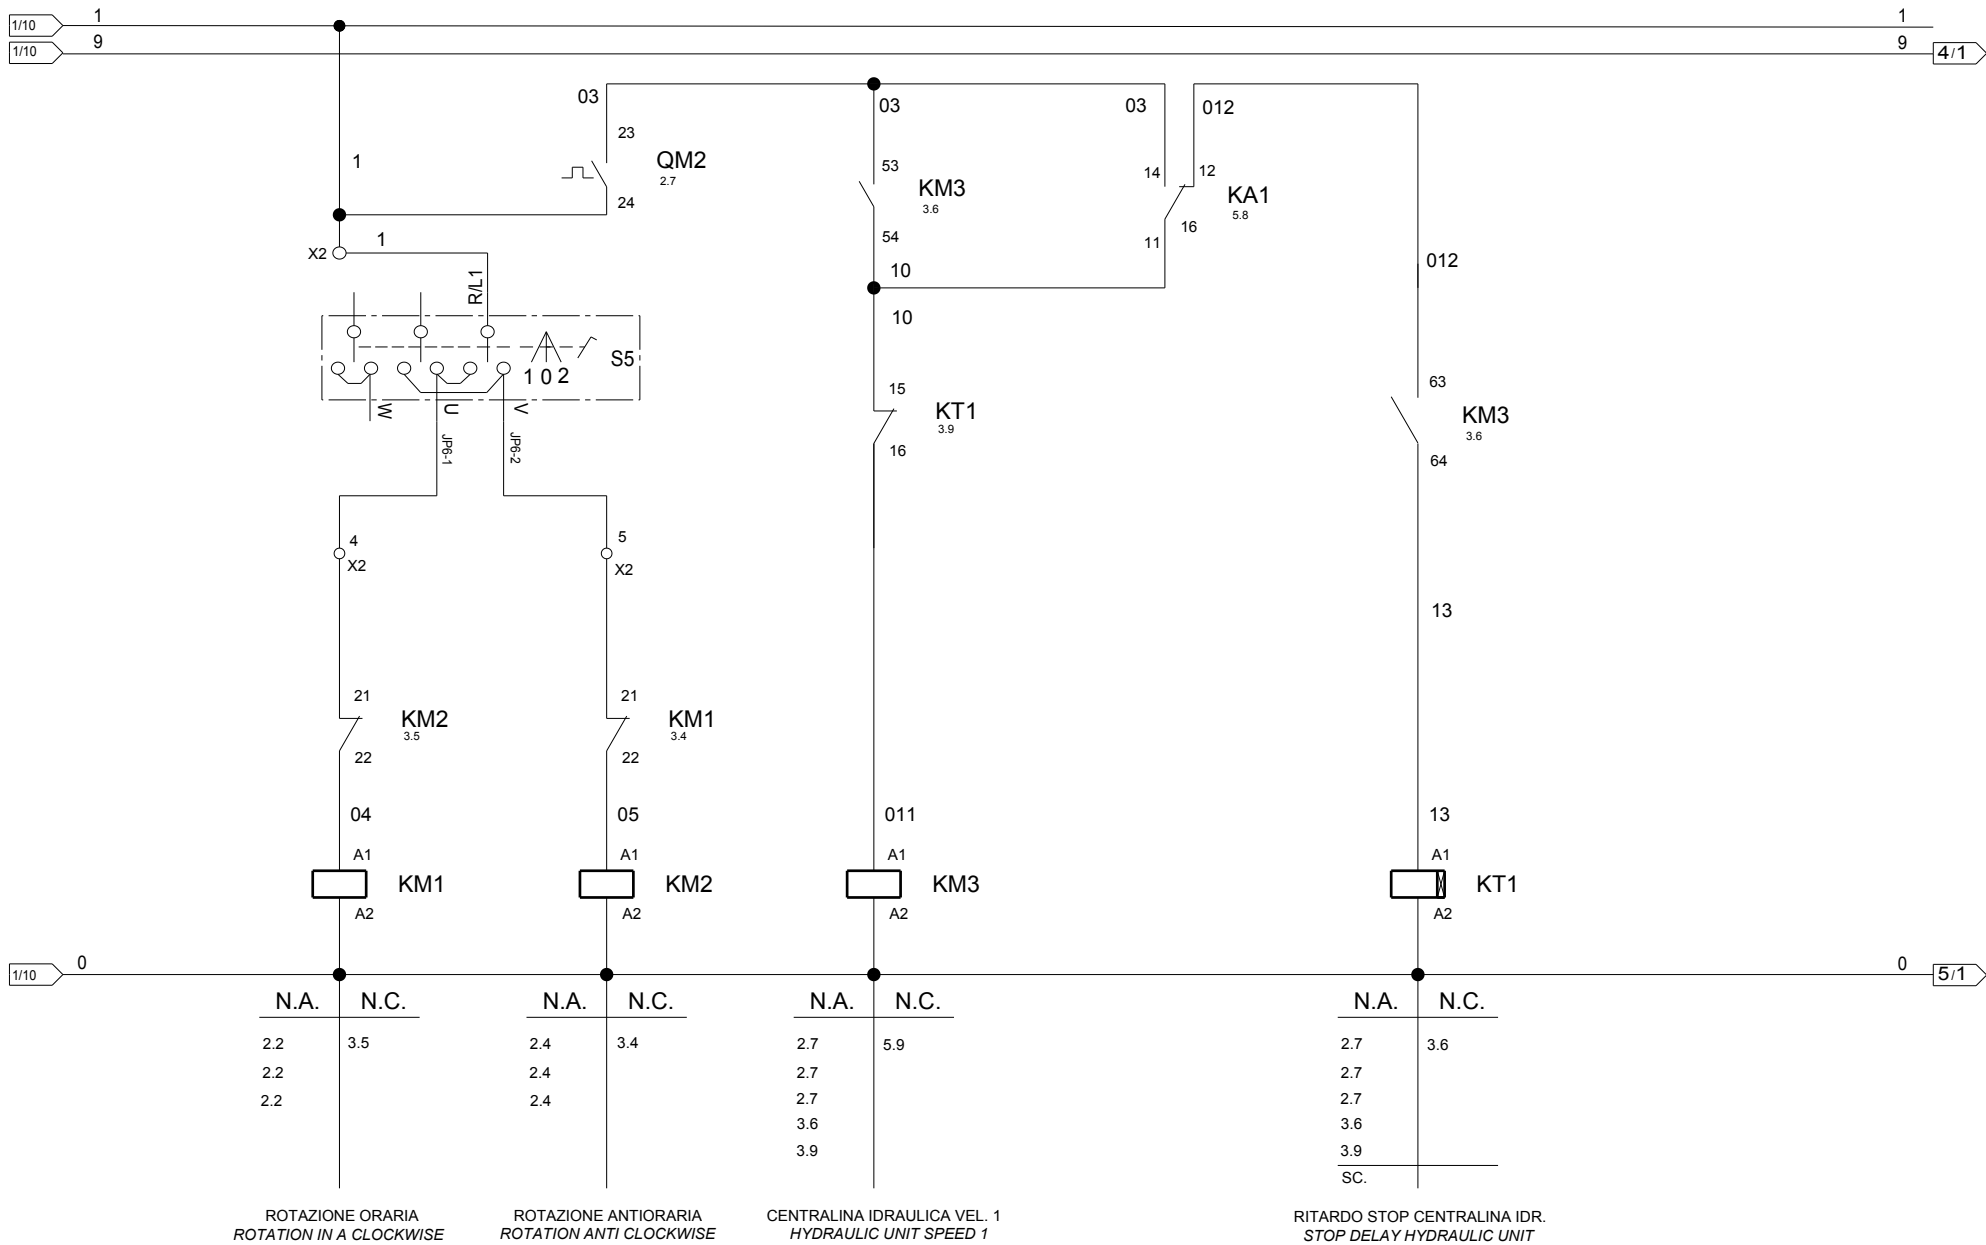 1/10 1 1
1/10 9 9 4/1
03 03 03 012
23
QM2
2.7
24
1
53
KM3
3.6
54
14 12
KA1
5.8
16
11
X2 1
10
012
R/L1
10
S5
1 0 2
W U V
JP6-1 JP6-2
15
KT1
3.9
16
63
KM3
3.6
64
4
X2
5
X2
13
21
KM2
3.5
22
21
KM1
3.4
22
04 05 011 13
A1 A1 A1 A1
KM1 KM2 KM3 KT1
A2 A2 A2 A2
1/10 0 0 5/1
N.A. N.C. N.A. N.C. N.A. N.C. N.A. N.C.
2.2 3.5 2.4 3.4 2.7 5.9 2.7 3.6
2.2 2.4 2.7 2.7
2.2 2.4 2.7 2.7
3.6 3.6
3.9 3.9
SC.
ROTAZIONE ORARIA ROTAZIONE ANTIORARIA CENTRALINA IDRAULICA VEL. 1 RITARDO STOP CENTRALINA IDR.
ROTATION IN A CLOCKWISE ROTATION ANTI CLOCKWISE HYDRAULIC UNIT SPEED 1 STOP DELAY HYDRAULIC UNIT